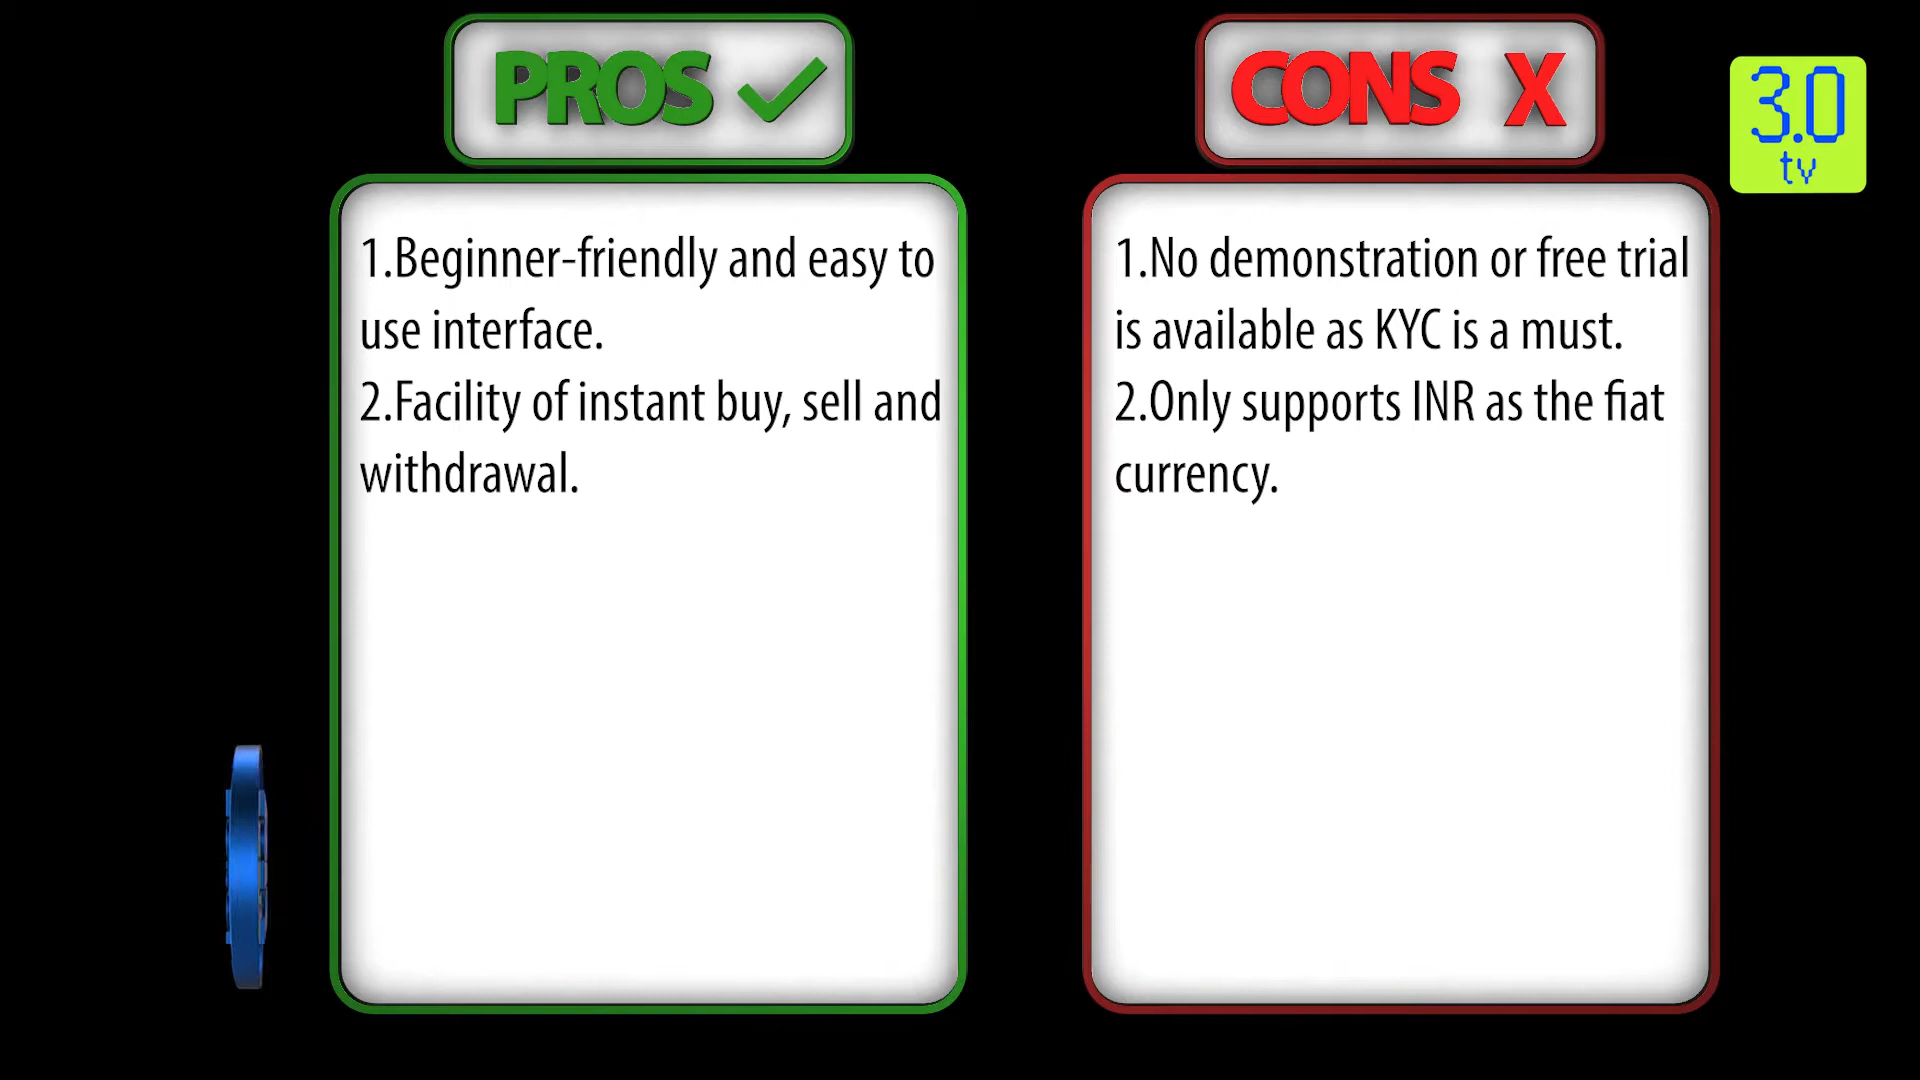 PROS
CONS X
3.0
tv
1.Beginner-friendly and easy to
use interface.
2.Facility of instant buy, sell and
withdrawal.
1.No demonstration or free trial
is available as KYC is a must.
2.Only supports INR as the fiat
currency.